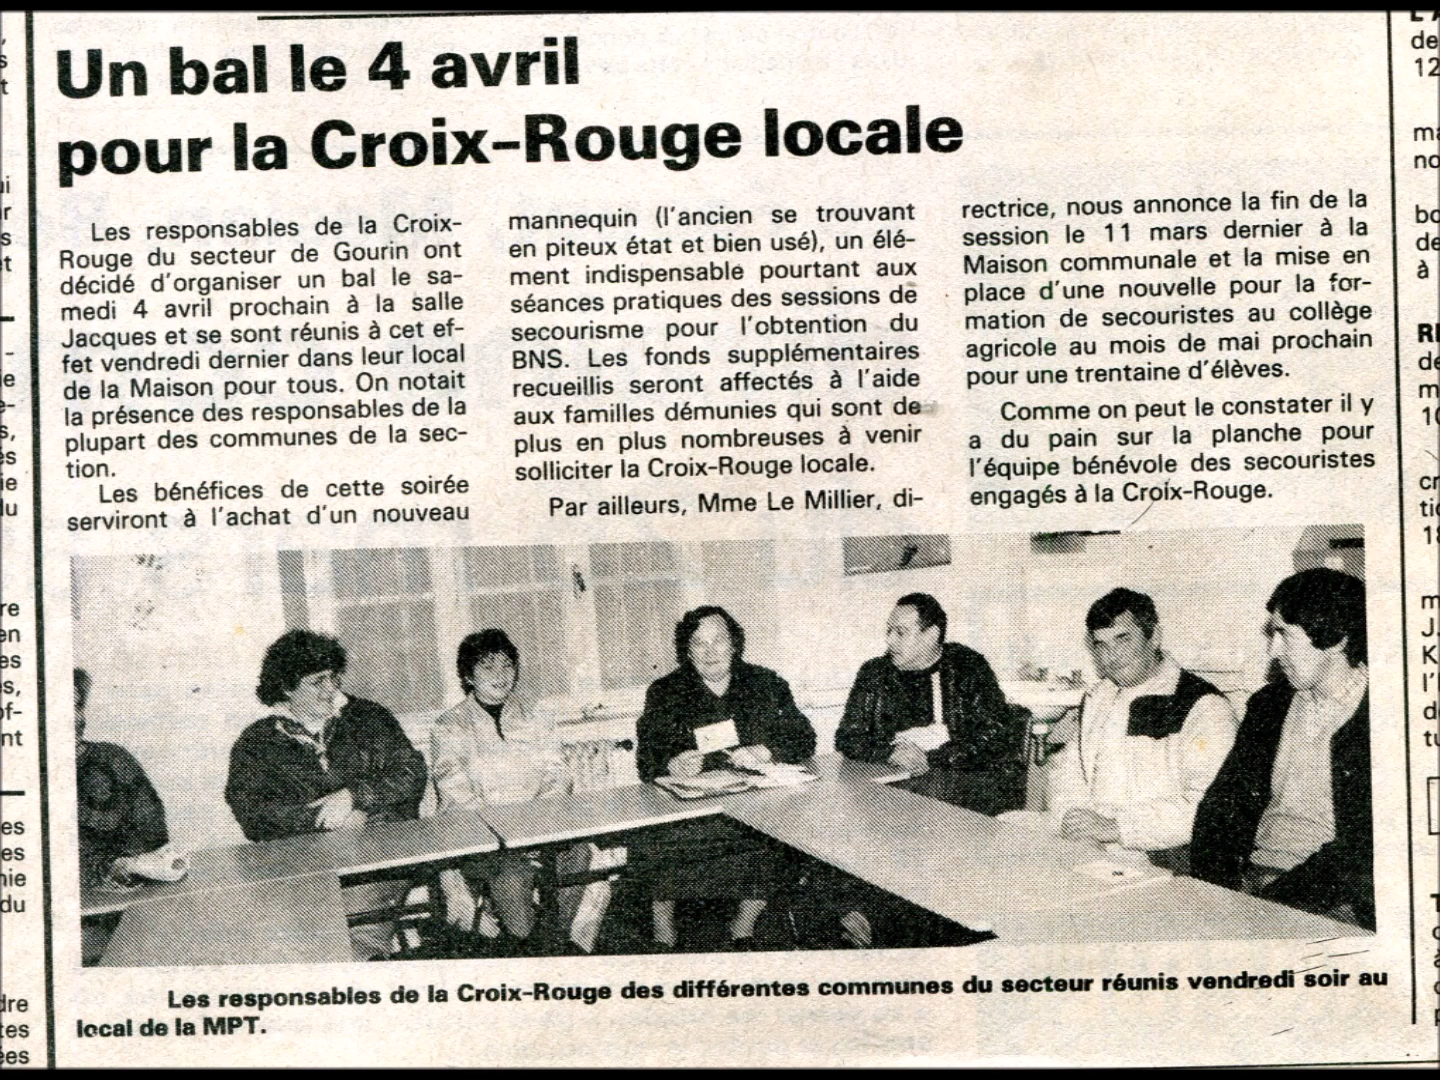 Un bal le 4 avril
pour la Croix-Rouge locale
Les responsables de la Croix-
Rouge du secteur de Gourin ont
décidé d'organiser un bal le sa-
medi 4 avril prochain à la salle
Jacques et se sont réunis à cet ef-
fet vendredi dernier dans leur local
de la Maison pour tous. On notait
la présence des responsables de la
plupart des communes de la sec-
tion.
Les bénéfices de cette soirée
serviront à l'achat d'un nouveau
mannequin (l'ancien se trouvant
en piteux état et bien usé), un élé-
ment indispensable pourtant aux
séances pratiques des sessions de
secourisme pour l'obtention du
BNS. Les fonds supplémentaires
recueillis seront affectés à l'aide
aux familles démunies qui sont de
plus en plus nombreuses à venir
solliciter la Croix-Rouge locale.
Par ailleurs, Mme Le Millier, di-
rectrice, nous annonce la fin de la
session le 11 mars dernier à la
Maison communale et la mise en
place d'une nouvelle pour la for-
mation de secouristes au collège
agricole au mois de mai prochain
pour une trentaine d'élèves.
Comme on peut le constater il y
a du pain sur la planche pour
l'équipe bénévole des secouristes
engagés à la Croix-Rouge.
Les responsables de la Croix-Rouge des différentes communes du secteur réunis vendredi soir au
local de la MPT.